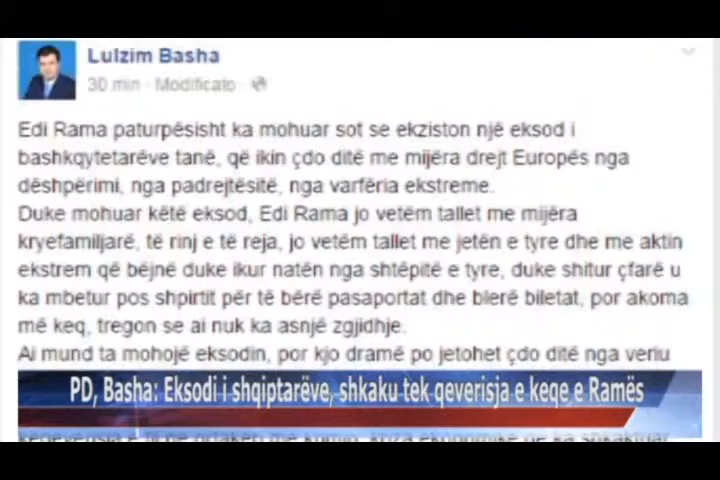 Lulzim Basha
30 min · Modificato ·
Edi Rama paturpësisht ka mohuar sot se ekziston një eksod i
bashkqytetarëve tanë, që ikin çdo ditë me mijëra drejt Europës nga
dëshpërimi, nga padrejtësitë, nga varfëria ekstreme.
Duke mohuar këtë eksod, Edi Rama jo vetëm tallet me mijëra
kryefamiljarë, të rinj e të reja, jo vetëm tallet me jetën e tyre dhe me aktin
ekstrem që bëjnë duke ikur natën nga shtëpitë e tyre, duke shitur çfarë u
ka mbetur pos shpirtit për të bërë pasaportat dhe blerë biletat, por akoma
më keq, tregon se ai nuk ka asnjë zgjidhje.
Ai mund ta mohojë eksodin, por kjo dramë po jetohet çdo ditë nga veriu
PD, Basha: Eksodi i shqiptarëve, shkaku tek qeverisja e keqe e Ramës